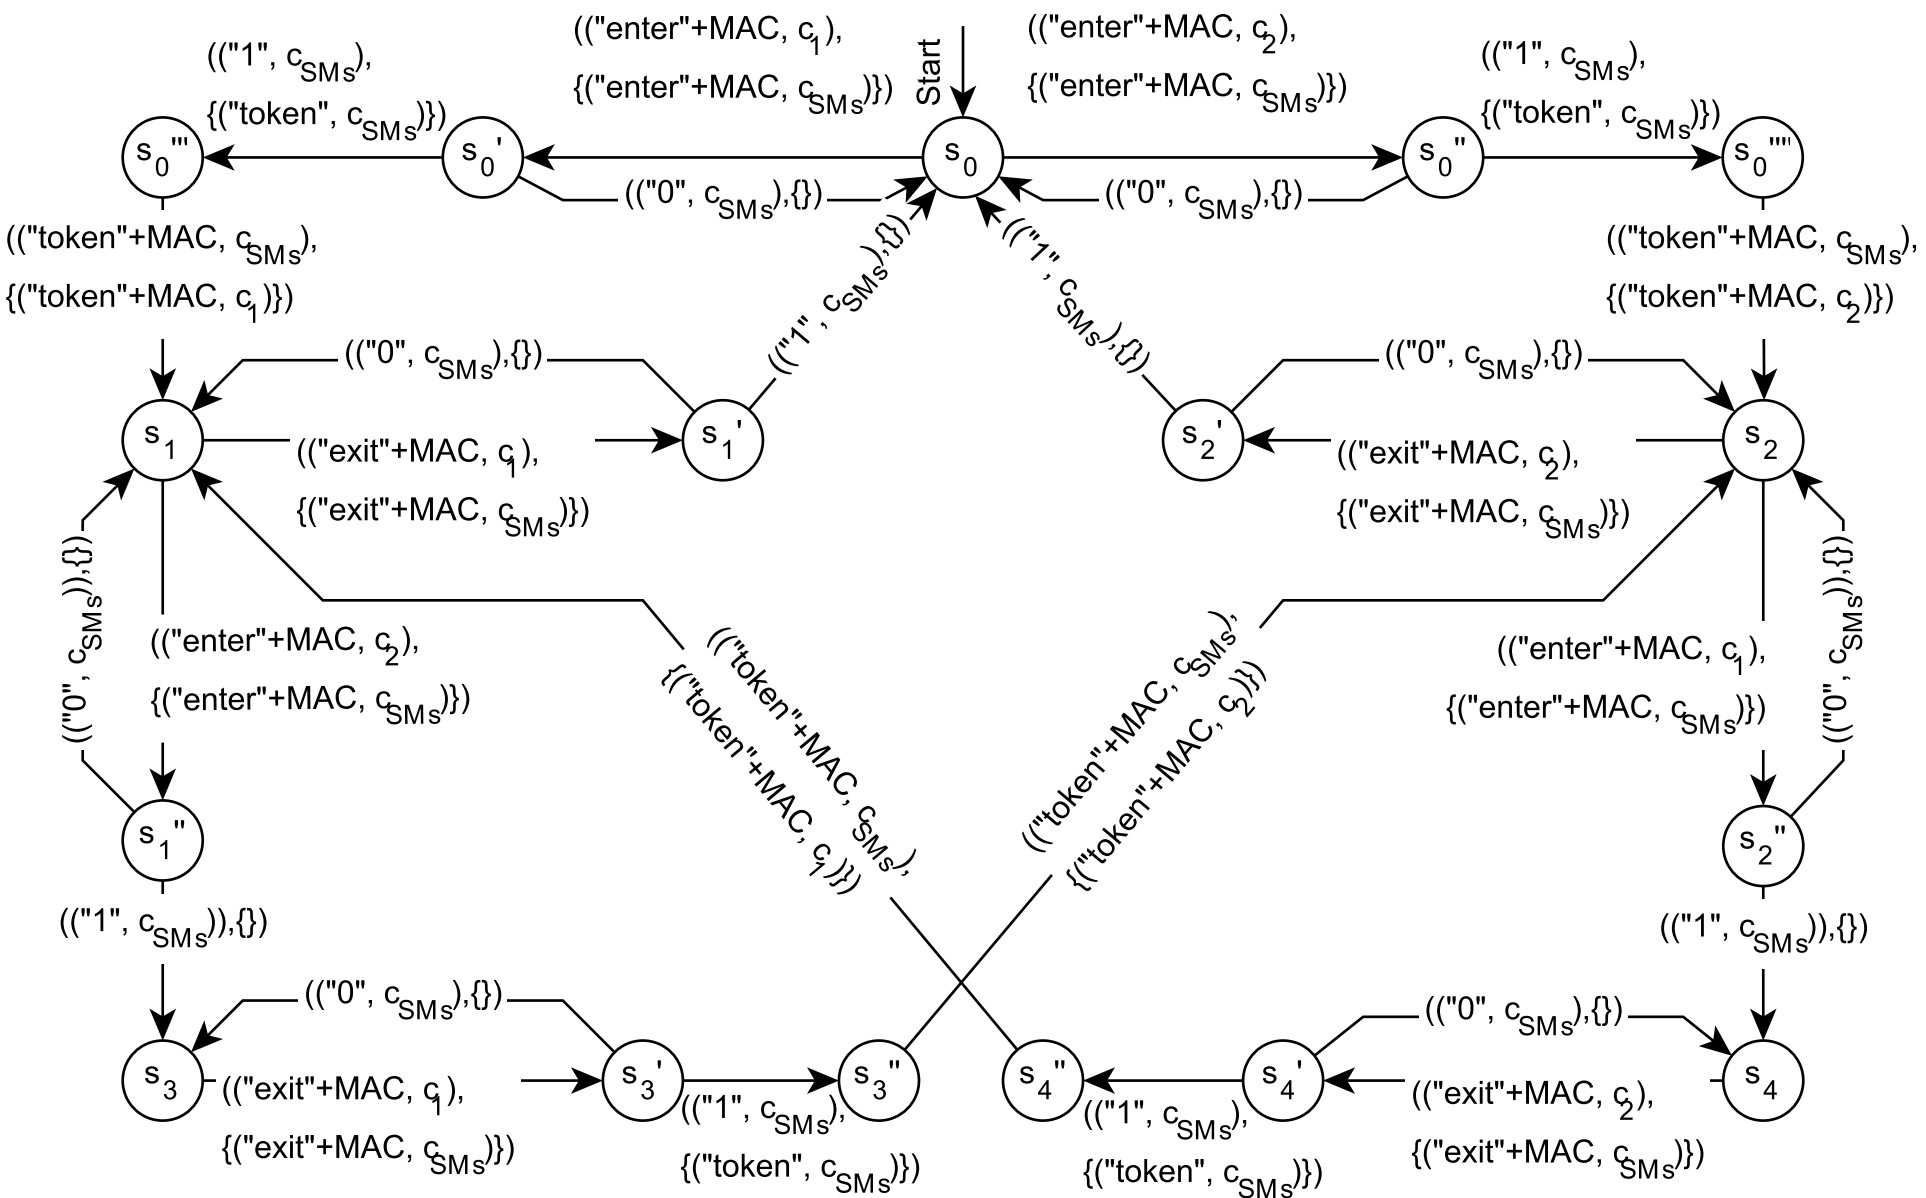 (("enter"+MAC, c1),
{("enter"+MAC, cSMs)})
Start
(("enter"+MAC, c2),
{("enter"+MAC, cSMs)})
(("1", cSMs),
{("token", cSMs)})
(("1", cSMs),
{("token", cSMs)})
s0'''
s0'
s0
s0''
s0''''
(("0", cSMs),{})
(("0", cSMs),{})
(("token"+MAC, cSMs),
{("token"+MAC, c1)})
(("1", cSMs),{})
(("1", cSMs),{})
(("token"+MAC, cSMs),
{("token"+MAC, c2)})
(("0", cSMs),{})
(("0", cSMs),{})
s1
(("exit"+MAC, c1),
{("exit"+MAC, cSMs)})
s1'
s2'
(("exit"+MAC, c2),
{("exit"+MAC, cSMs)})
s2
(("0", cSMs)),{})
(("enter"+MAC, c2),
{("enter"+MAC, cSMs)})
(("token"+MAC, cSMs),
{("token"+MAC, c1)})
(("token"+MAC, cSMs),
{("token"+MAC, c2)})
(("enter"+MAC, c1),
{("enter"+MAC, cSMs)})
(("0", cSMs)),{})
s1''
s2''
(("1", cSMs)),{})
(("1", cSMs)),{})
(("0", cSMs),{})
(("0", cSMs),{})
s3
(("exit"+MAC, c1),
{("exit"+MAC, cSMs)})
s3'
(("1", cSMs),
{("token", cSMs)})
s3''
s4''
(("1", cSMs),
{("token", cSMs)})
s4'
(("exit"+MAC, c2),
{("exit"+MAC, cSMs)})
s4